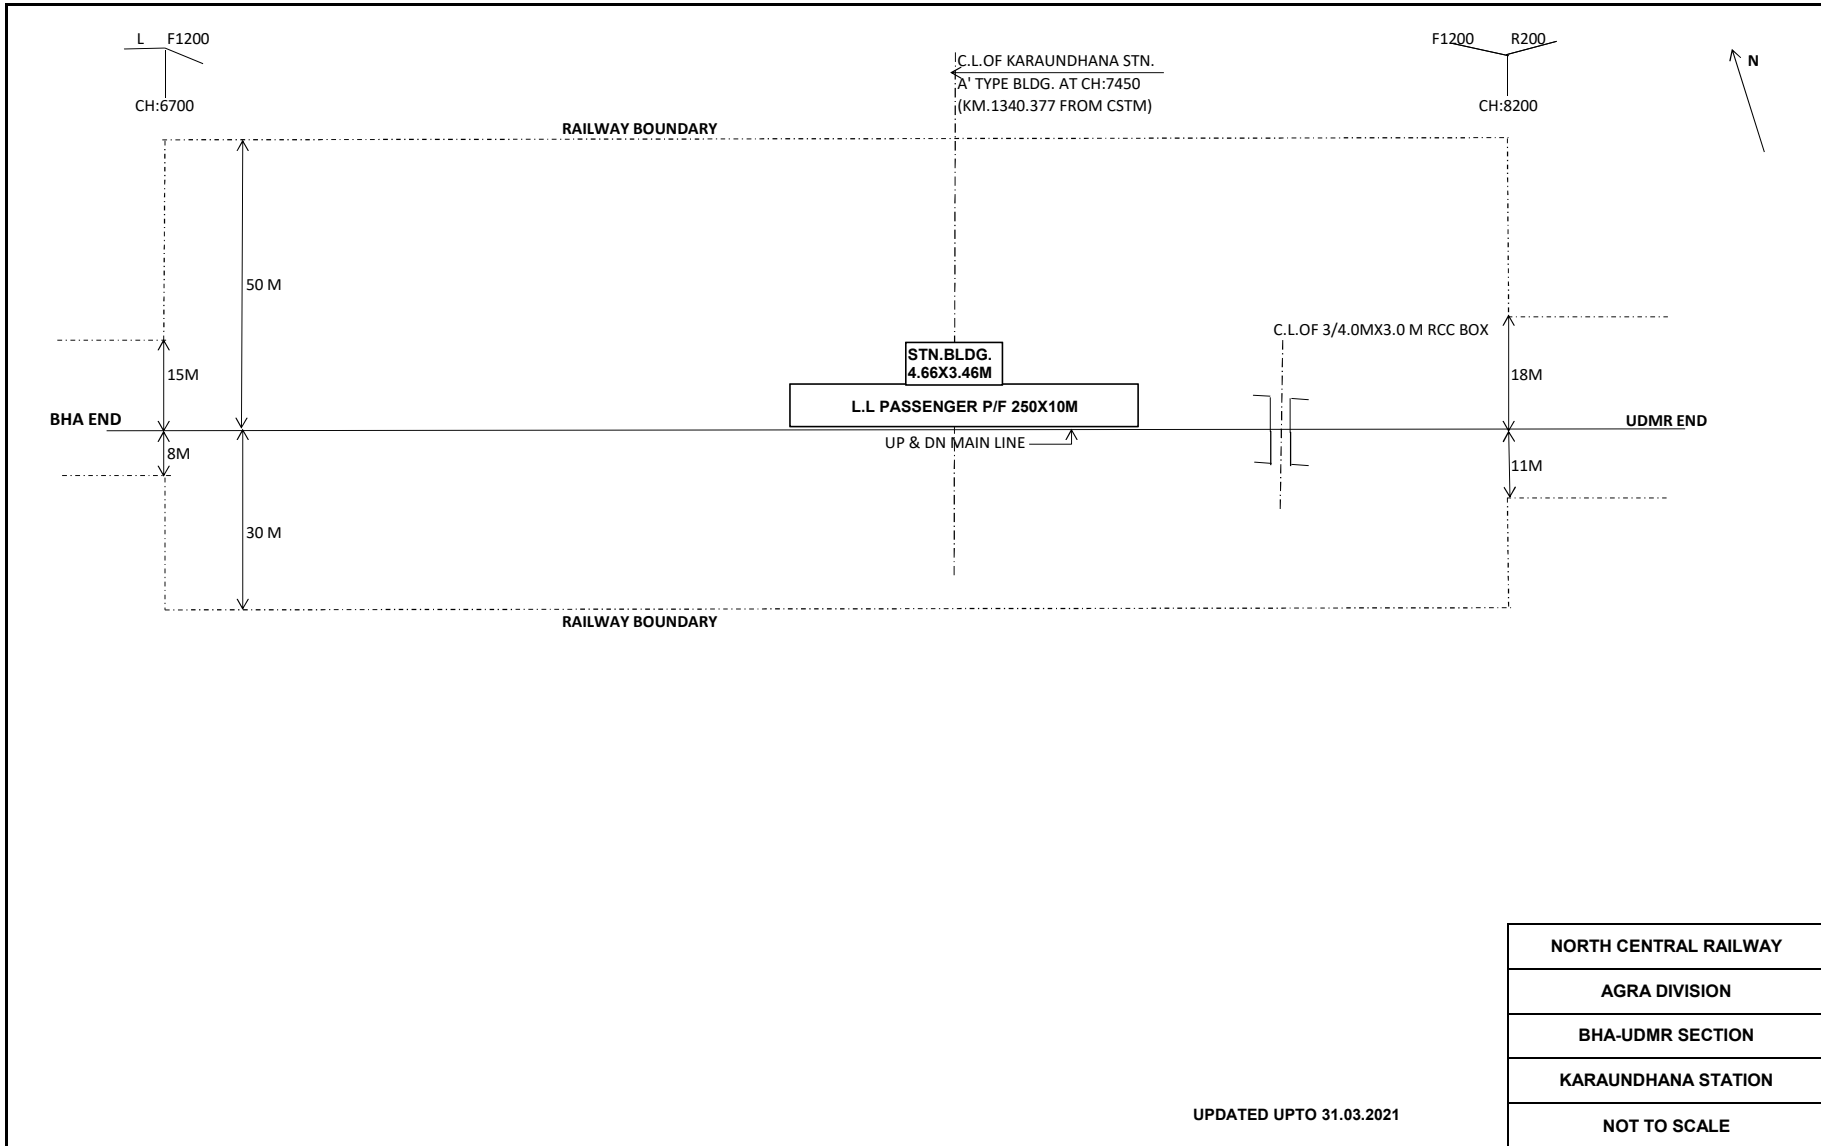 L F1200
F1200 R200
N
C.L.OF KARAUNDHANA STN.
A' TYPE BLDG. AT CH:7450
(KM.1340.377 FROM CSTM)
CH:6700
CH:8200
RAILWAY BOUNDARY
50 M
C.L.OF 3/4.0MX3.0 M RCC BOX
STN.BLDG.
4.66X3.46M
15M
18M
L.L PASSENGER P/F 250X10M
BHA END
UDMR END
UP & DN MAIN LINE
8M
11M
30 M
RAILWAY BOUNDARY
NORTH CENTRAL RAILWAY
AGRA DIVISION
BHA-UDMR SECTION
KARAUNDHANA STATION
UPDATED UPTO 31.03.2021
NOT TO SCALE